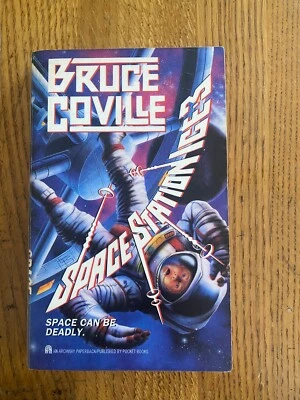 BRUCE
COVILLE
SPACE STATION ICE 3
SPACE CAN BE
DEADLY.
AN ARCHWAY PAPERBACK PUBLISHED BY POCKET BOOKS